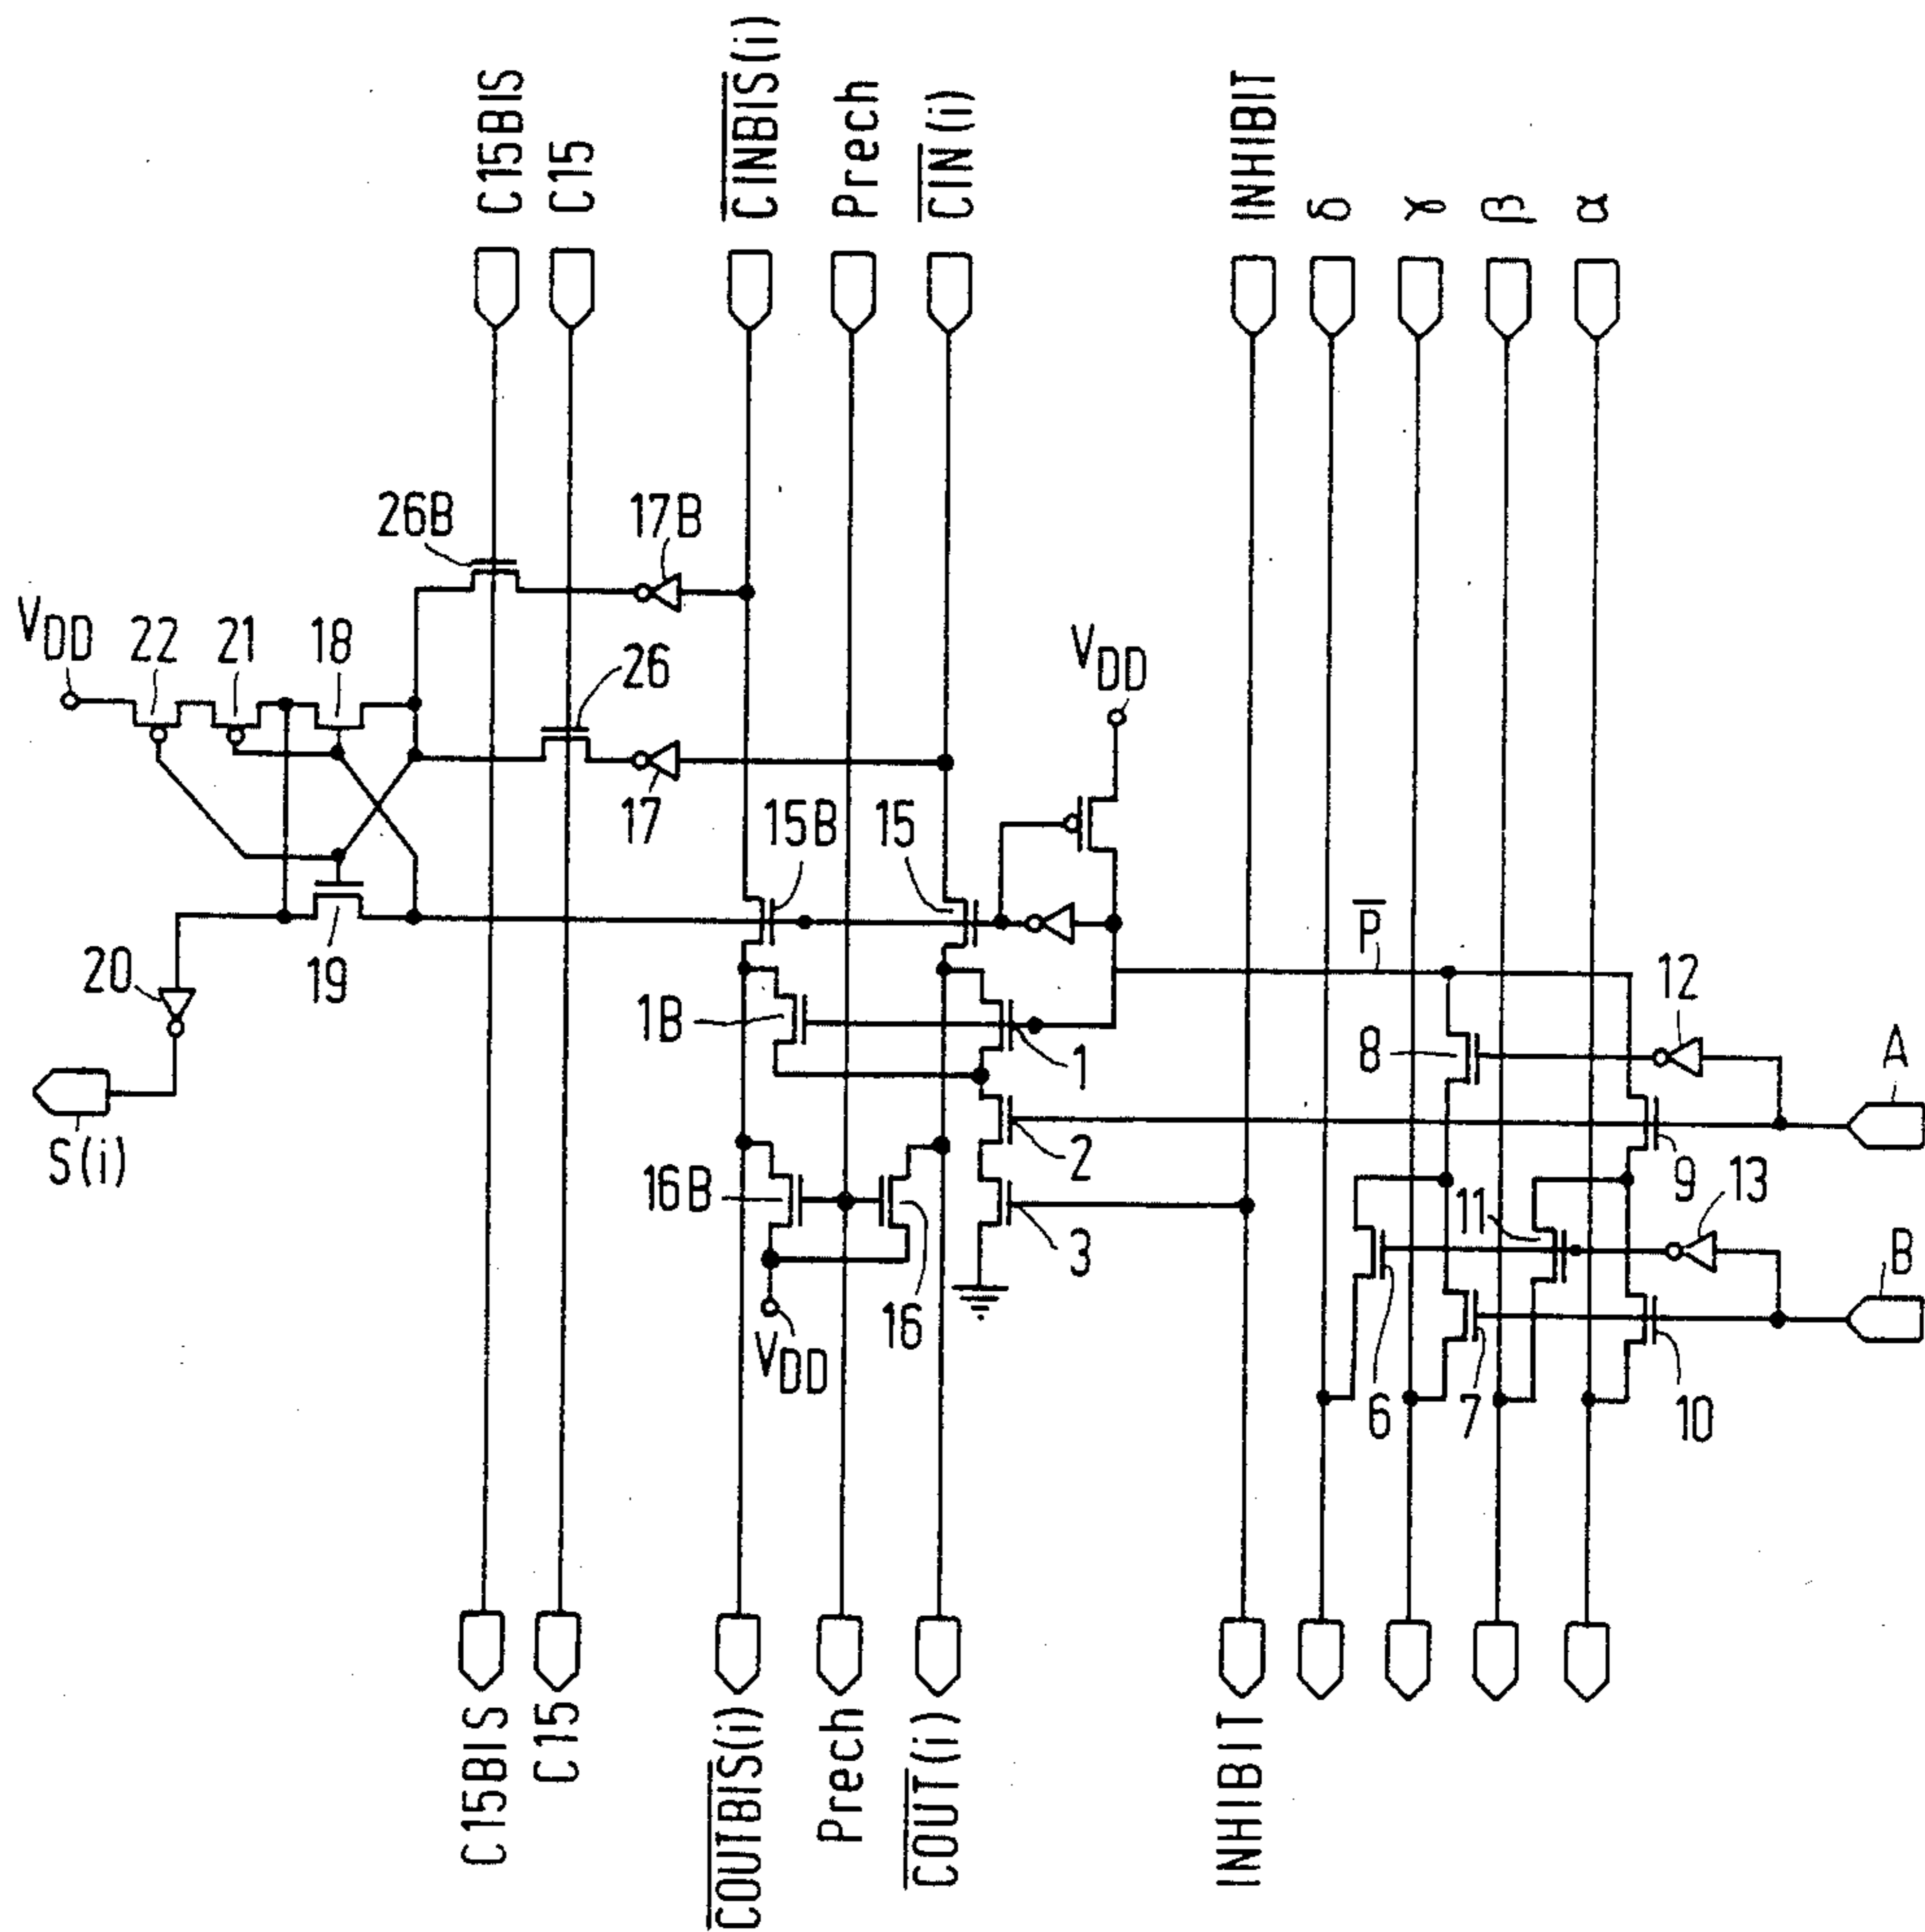 C15BIS
C15
CINBIS(i)
Prech
CIN(i)
INHIBIT
δ
γ
β
α
26B
17B
VDD
22
21
18
26
17
VDD
15B
15
20
19
P
12
1B
1
8
A
S(i)
2
16B
9
11
13
3
16
VDD
B
6
7
10
C15BIS
C15
COUTBIS(i)
Prech
COUT(i)
INHIBIT